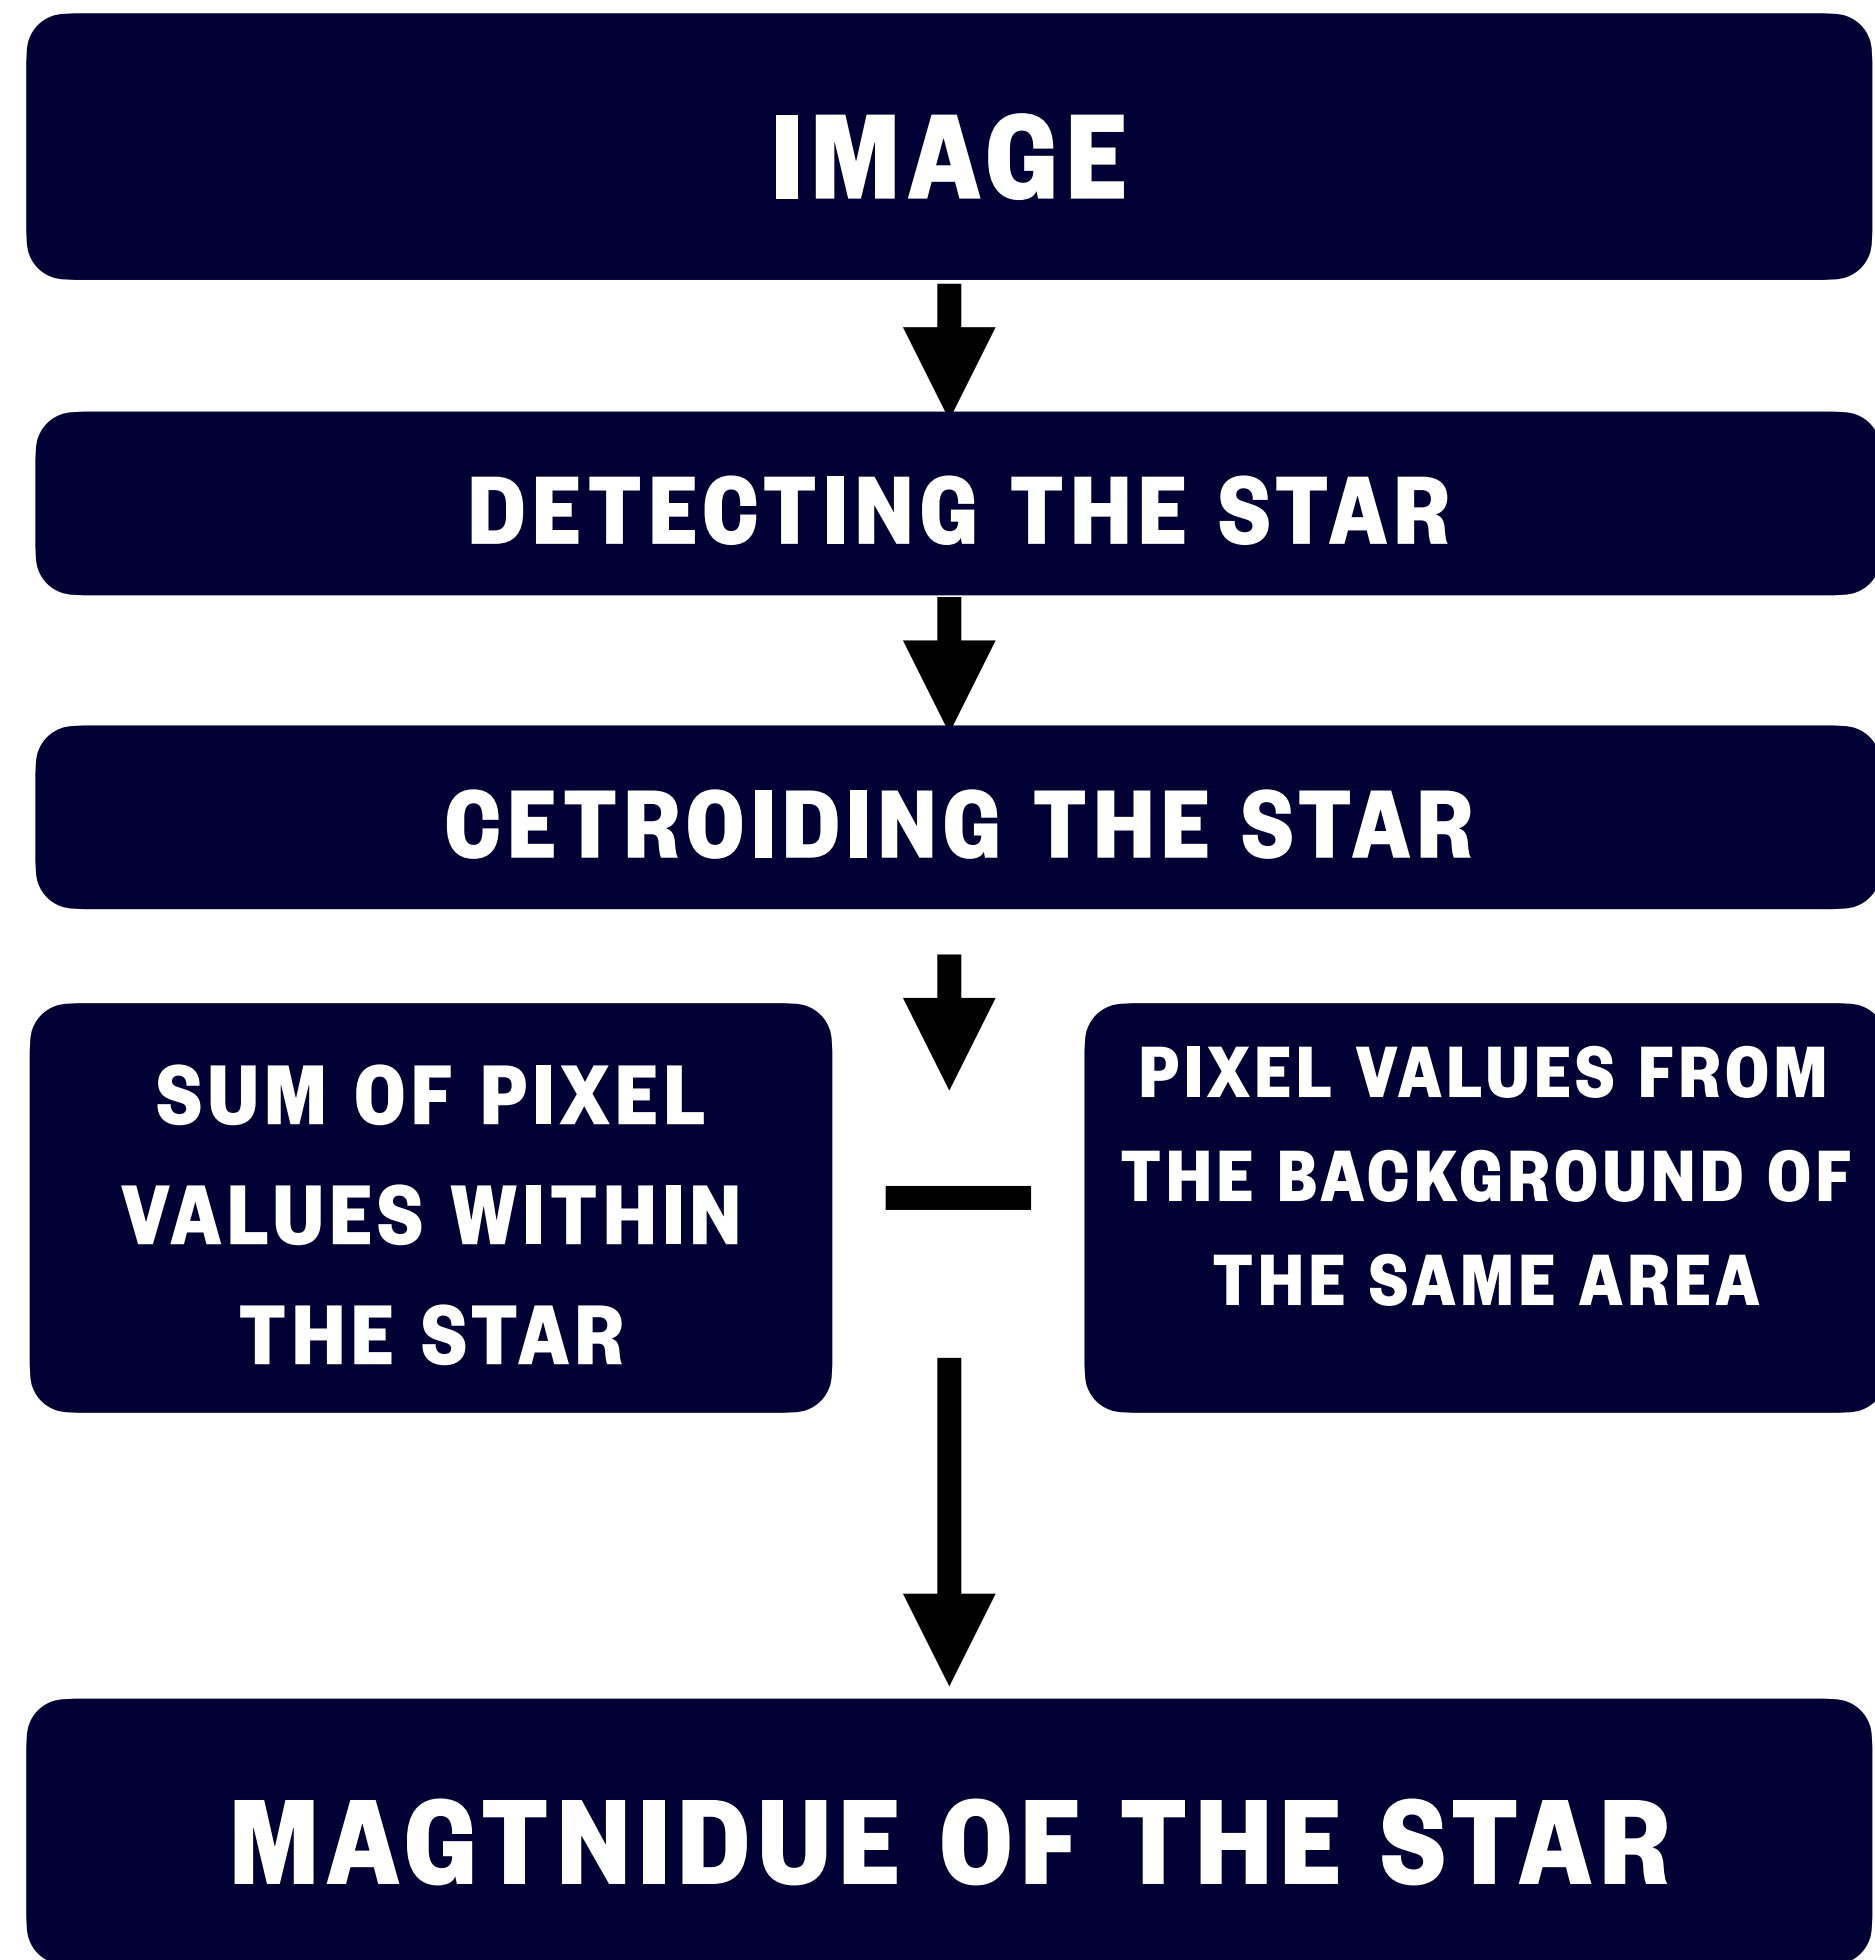 IMAGE
DETECTING THE STAR
CETROIDING THE STAR
SUM OF PIXEL
VALUES WITHIN
THE STAR
PIXEL VALUES FROM
THE BACKGROUND OF
THE SAME AREA
MAGTNIDUE OF THE STAR